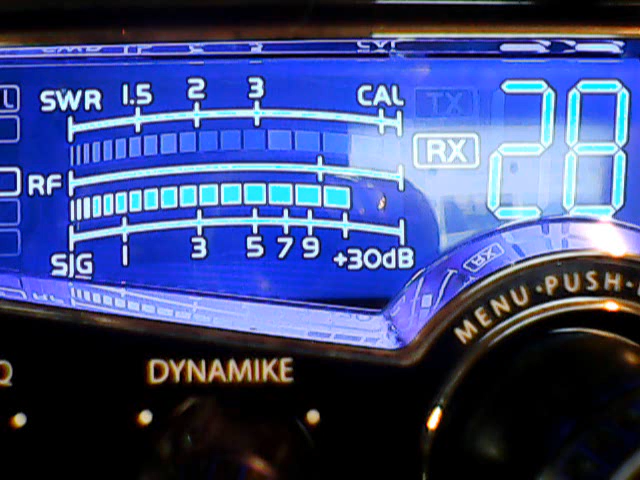 SWR 1.5 2 3 CAL
TX
RX
28
RF
1 3 5 7 9 +30dB
SIG
MENU·PUSH-
Q
DYNAMIKE